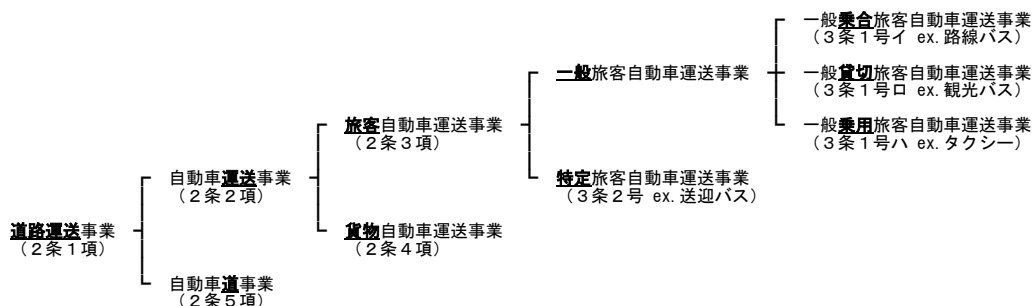 道路運送事業
（２条１項）
自動車運送事業
（２条２項）
自動車道事業
（２条５項）
旅客自動車運送事業
（２条３項）
貨物自動車運送事業
（２条４項）
一般旅客自動車運送事業
特定旅客自動車運送事業
（３条２号 ex.送迎バス）
一般乗合旅客自動車運送事業
（３条１号イ ex.路線バス）
一般貸切旅客自動車運送事業
（３条１号ロ ex.観光バス）
一般乗用旅客自動車運送事業
（３条１号ハ ex.タクシー）